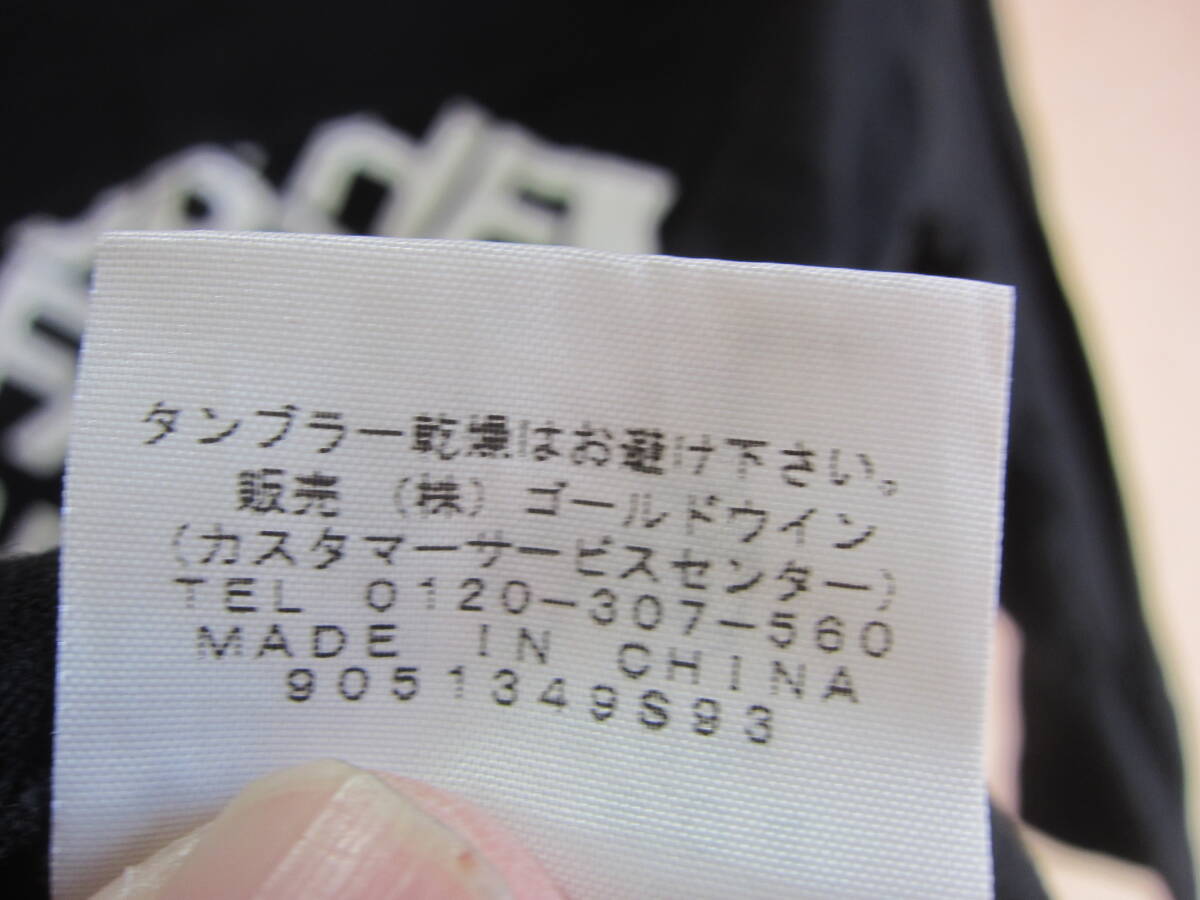 タンブラー乾燥はお避け下さい。
販売 （株） ゴールドウイン
（カスタマーサービスセンター）
TEL 0120-307-560
MADE IN CHINA
9051349S93